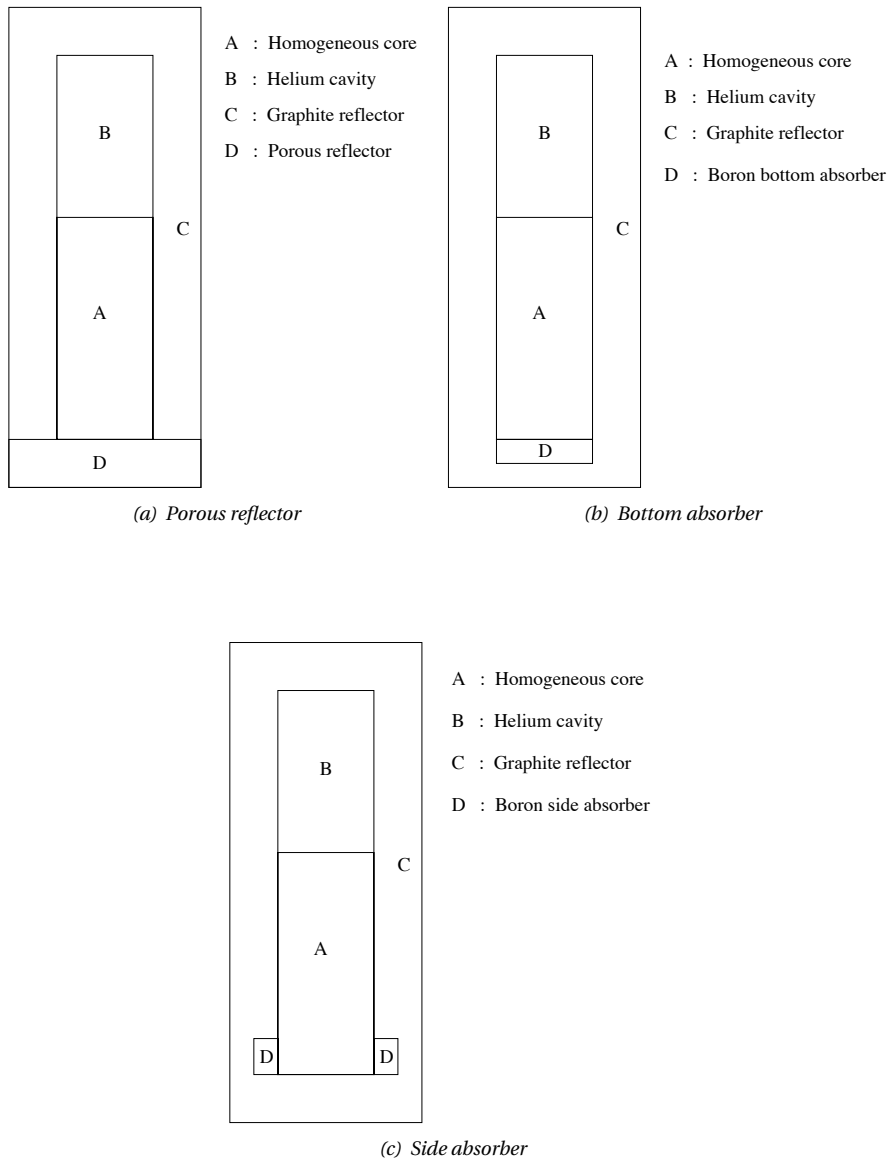 A : Homogeneous core
B : Helium cavity
C : Graphite reflector
D : Porous reflector
B
C
A
D
(a) Porous reflector
A : Homogeneous core
B : Helium cavity
C : Graphite reflector
D : Boron bottom absorber
B
C
A
D
(b) Bottom absorber
A : Homogeneous core
B : Helium cavity
C : Graphite reflector
D : Boron side absorber
B
C
A
D D
(c) Side absorber